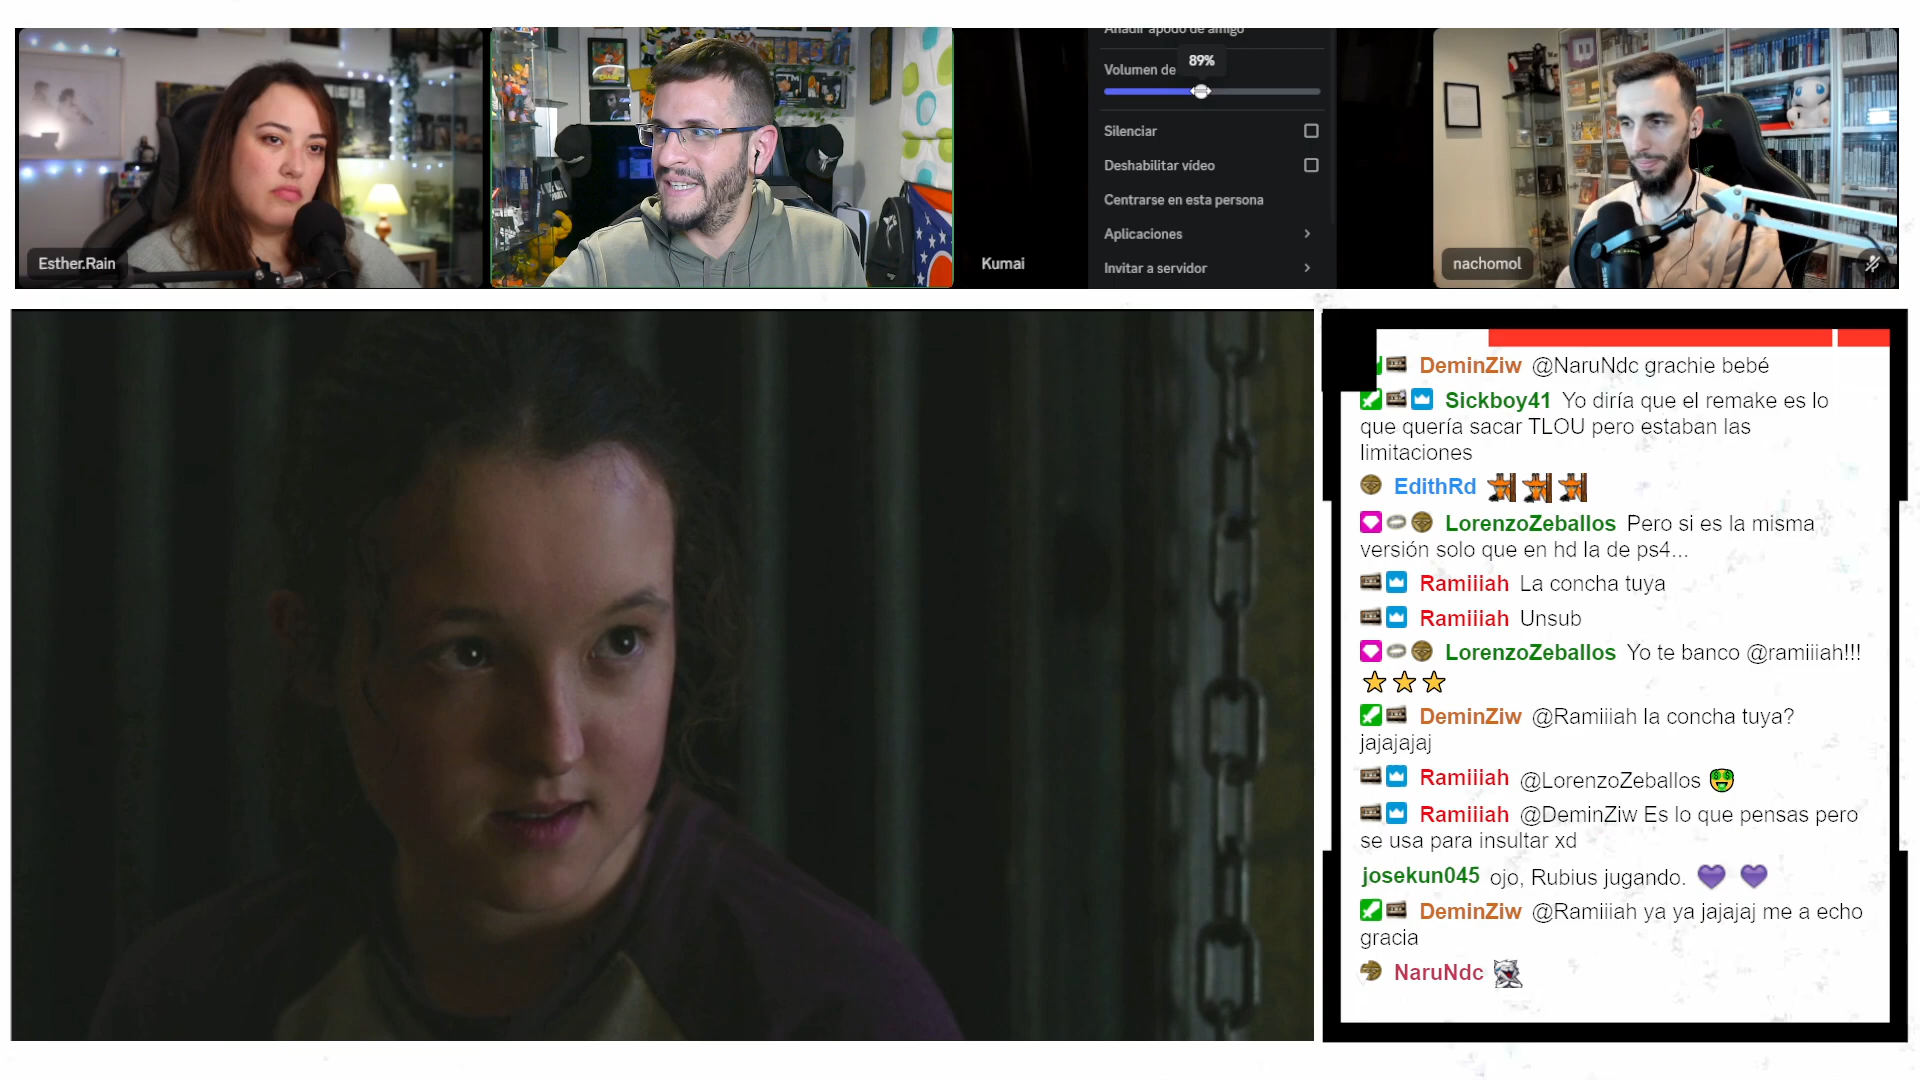 Añadir apodo de amigo
Volumen de
89%
Silenciar
Deshabilitar vídeo
Centrarse en esta persona
Aplicaciones
Invitar a servidor
Esther.Rain
Kumai
nachomol
DeminZiw @NaruNdc grachie bebé
Sickboy41 Yo diría que el remake es lo
que quería sacar TLOU pero estaban las
limitaciones
EdithRd
LorenzoZeballos Pero si es la misma
versión solo que en hd la de ps4...
Ramiiiah La concha tuya
Ramiiiah Unsub
LorenzoZeballos Yo te banco @ramiiiah!!!
DeminZiw @Ramiiiah la concha tuya?
jajajajaj
Ramiiiah @LorenzoZeballos
Ramiiiah @DeminZiw Es lo que pensas pero
se usa para insultar xd
josekun045 ojo, Rubius jugando.
DeminZiw @Ramiiiah ya ya jajajaj me a echo
gracia
NaruNdc